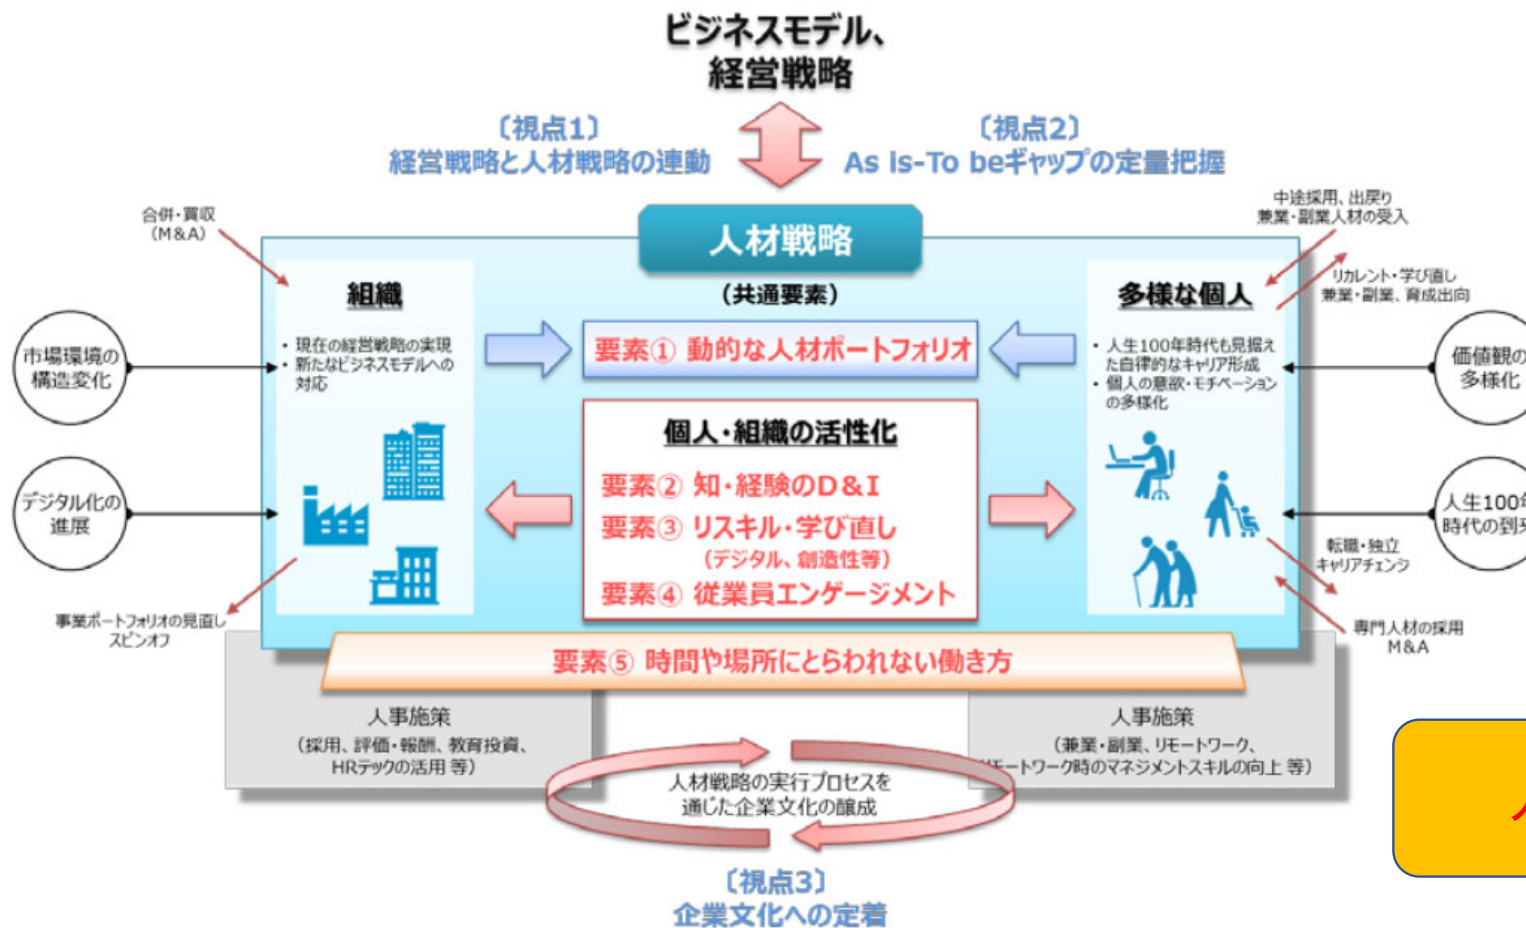 ビジネスモデル、
経営戦略
〔視点1〕
経営戦略と人材戦略の連動
〔視点2〕
As is-To beギャップの定量把握
合併・買収
(M&A)
中途採用、出戻り
兼業・副業人材の受入
リカレント・学び直し
兼業・副業、育成出向
人材戦略
(共通要素)
組織
・ 現在の経営戦略の実現
・ 新たなビジネスモデルへの
対応
多様な個人
・ 人生100年時代も見据え
た自律的なキャリア形成
・ 個人の意欲・モチベーション
の多様化
要素① 動的な人材ポートフォリオ
個人・組織の活性化
要素② 知・経験のD&I
要素③ リスキル・学び直し
(デジタル、創造性等)
要素④ 従業員エンゲージメント
市場環境の
構造変化
デジタル化の
進展
価値観の
多様化
人生100年
時代の到
転職・独立
キャリアチェンジ
専門人材の採用
M&A
事業ポートフォリオの見直し
スピンオフ
要素⑤ 時間や場所にとらわれない働き方
人事施策
(採用、評価・報酬、教育投資、
HRテックの活用 等)
人事施策
(兼業・副業、リモートワーク、
リモートワーク時のマネジメントスキルの向上 等)
人材戦略の実行プロセスを
通じた企業文化の醸成
〔視点3〕
企業文化への定着